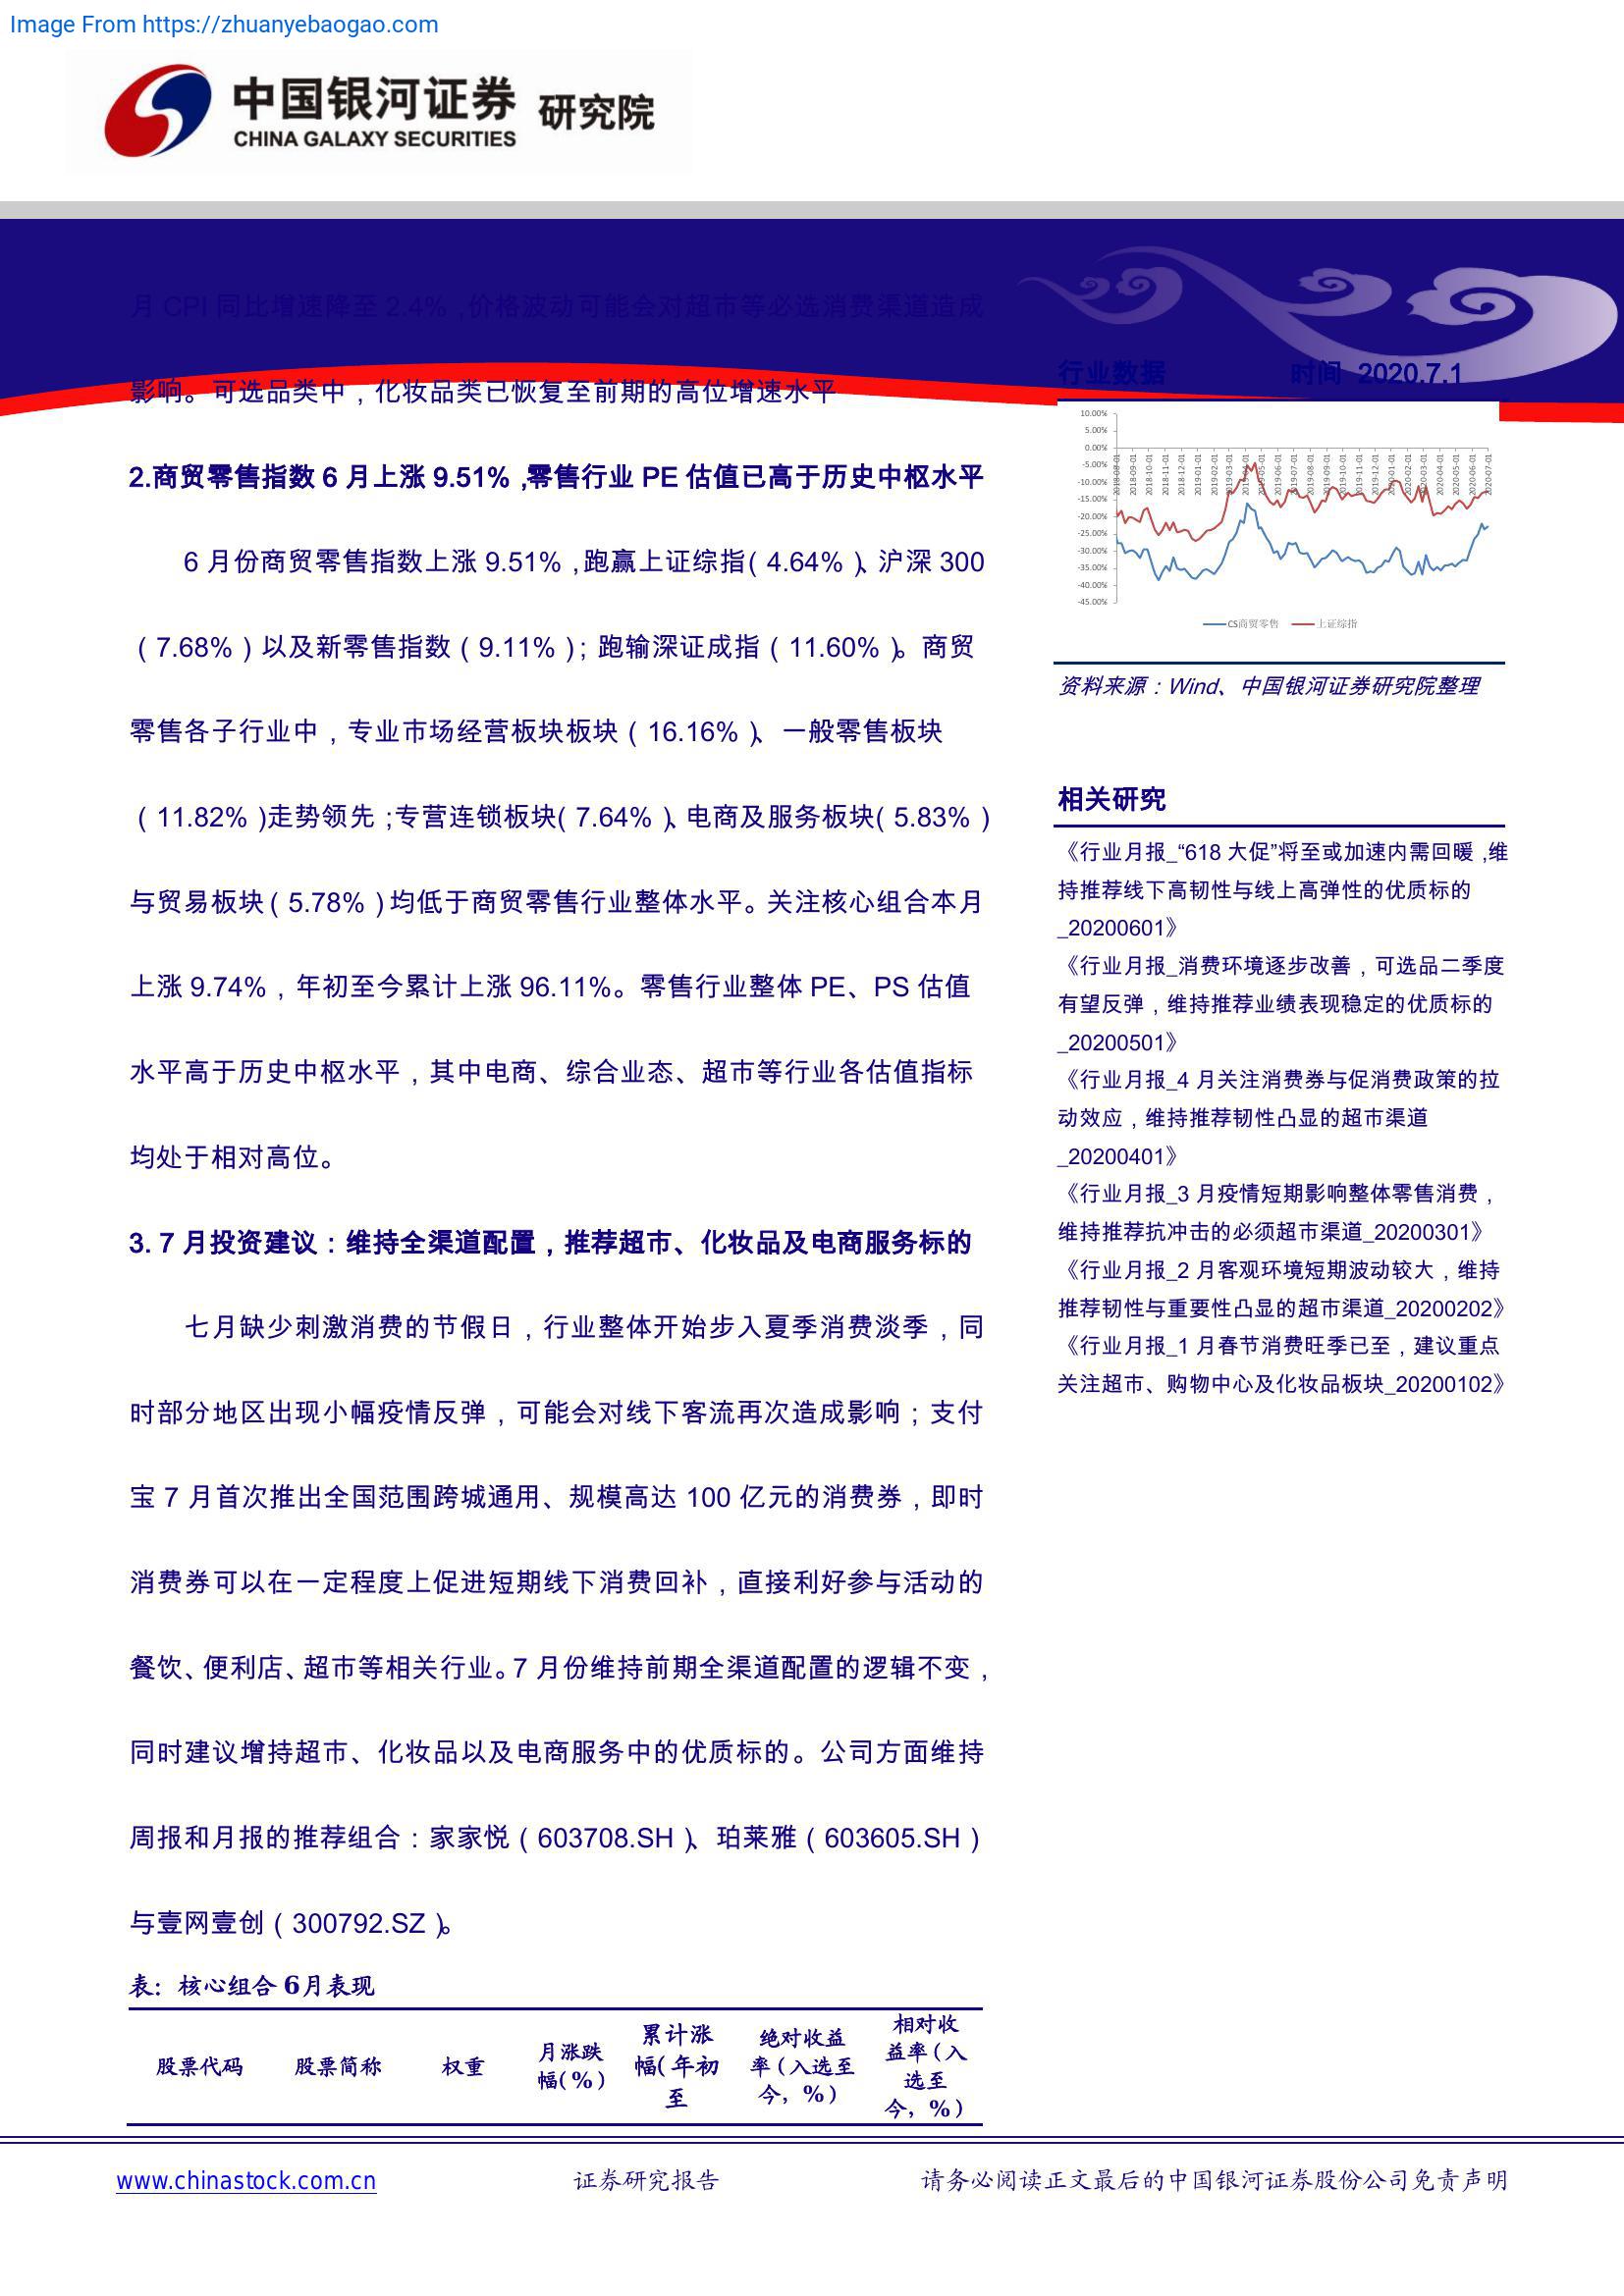 Image From https://zhuanyebaogao.com
中国银河证券 研究院
CHINA GALAXY SECURITIES
月 CPI 同比增速降至 2.4%，价格波动可能会对超市等必选消费渠道造成
影响。可选品类中，化妆品类已恢复至前期的高位增速水平
2.商贸零售指数 6 月上涨 9.51%，零售行业 PE 估值已高于历史中枢水平
6 月份商贸零售指数上涨 9.51%，跑赢上证综指（4.64%）、沪深 300
（7.68%）以及新零售指数（9.11%）；跑输深证成指（11.60%）。商贸
零售各子行业中，专业市场经营板块板块（16.16%）、一般零售板块
（11.82%）走势领先；专营连锁板块（7.64%）、电商及服务板块（5.83%）
与贸易板块（5.78%）均低于商贸零售行业整体水平。关注核心组合本月
上涨 9.74%，年初至今累计上涨 96.11%。零售行业整体 PE、PS 估值
水平高于历史中枢水平，其中电商、综合业态、超市等行业各估值指标
均处于相对高位。
3. 7 月投资建议：维持全渠道配置，推荐超市、化妆品及电商服务标的
七月缺少刺激消费的节假日，行业整体开始步入夏季消费淡季，同
时部分地区出现小幅疫情反弹，可能会对线下客流再次造成影响；支付
宝 7 月首次推出全国范围跨城通用、规模高达 100 亿元的消费券，即时
消费券可以在一定程度上促进短期线下消费回补，直接利好参与活动的
餐饮、便利店、超市等相关行业。7 月份维持前期全渠道配置的逻辑不变，
同时建议增持超市、化妆品以及电商服务中的优质标的。公司方面维持
周报和月报的推荐组合：家家悦（603708.SH）、珀莱雅（603605.SH）
与壹网壹创（300792.SZ）。
表：核心组合 6月表现
股票代码 股票简称 权重 月涨跌幅(%) 累计涨幅(年初至 绝对收益率(入选至今，%) 相对收益率(入选至今，%)
行业数据 时间 2020.7.1
10.00%
5.00%
0.00%
-5.00%
-10.00%
-15.00%
-20.00%
-25.00%
-30.00%
-35.00%
-40.00%
-45.00%
2018-08-01 2018-09-01 2018-10-01 2018-11-01 2018-12-01 2019-01-01 2019-02-01 2019-03-01 2019-04-01 2019-05-01 2019-06-01 2019-07-01 2019-08-01 2019-09-01 2019-10-01 2019-11-01 2019-12-01 2020-01-01 2020-02-01 2020-03-01 2020-04-01 2020-05-01 2020-06-01 2020-07-01
CS商贸零售 上证综指
资料来源：Wind、中国银河证券研究院整理
相关研究
《行业月报_“618 大促”将至或加速内需回暖，维
持推荐线下高韧性与线上高弹性的优质标的
_20200601》
《行业月报_消费环境逐步改善，可选品二季度
有望反弹，维持推荐业绩表现稳定的优质标的
_20200501》
《行业月报_4 月关注消费券与促消费政策的拉
动效应，维持推荐韧性凸显的超市渠道
_20200401》
《行业月报_3 月疫情短期影响整体零售消费，
维持推荐抗冲击的必须超市渠道_20200301》
《行业月报_2 月客观环境短期波动较大，维持
推荐韧性与重要性凸显的超市渠道_20200202》
《行业月报_1 月春节消费旺季已至，建议重点
关注超市、购物中心及化妆品板块_20200102》
www.chinastock.com.cn 证券研究报告 请务必阅读正文最后的中国银河证券股份公司免责声明